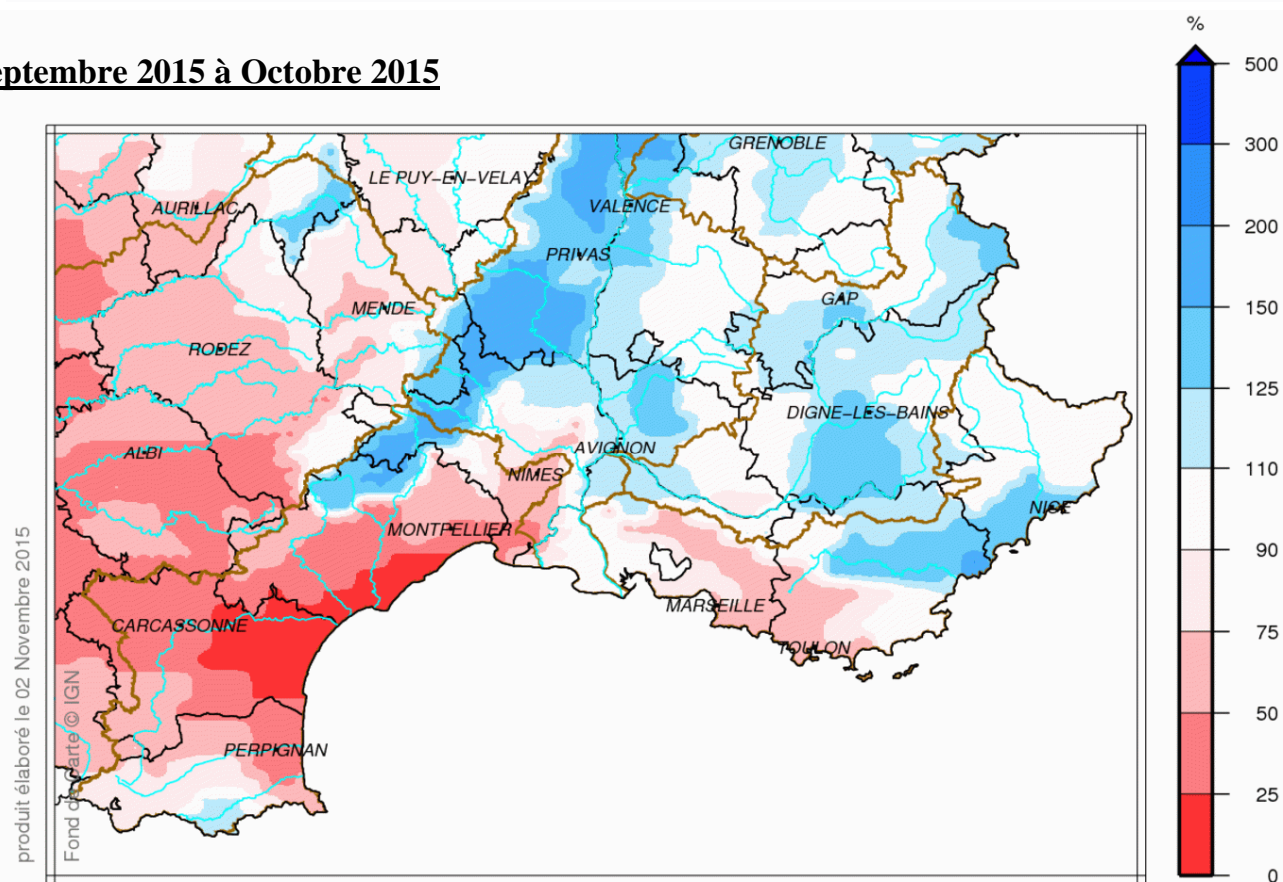 %
eptembre 2015 à Octobre 2015
500
300
200
150
125
110
90
75
50
25
0
GRENOBLE
LE PUY-EN-VELAY
AURILLAC
VALENCE
PRIVAS
GAP
MENDE
RODEZ
DIGNE-LES-BAINS
AVIGNON
ALBI
NIMES
NICE
MONTPELLIER
MARSEILLE
CARCASSONNE
TOULON
PERPIGNAN
produit élaboré le 02 Novembre 2015
Fond de Carte © IGN